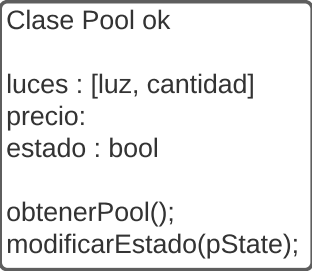 Clase Pool ok
luces : [luz, cantidad]
precio:
estado : bool
obtenerPool();
modificarEstado(pState);